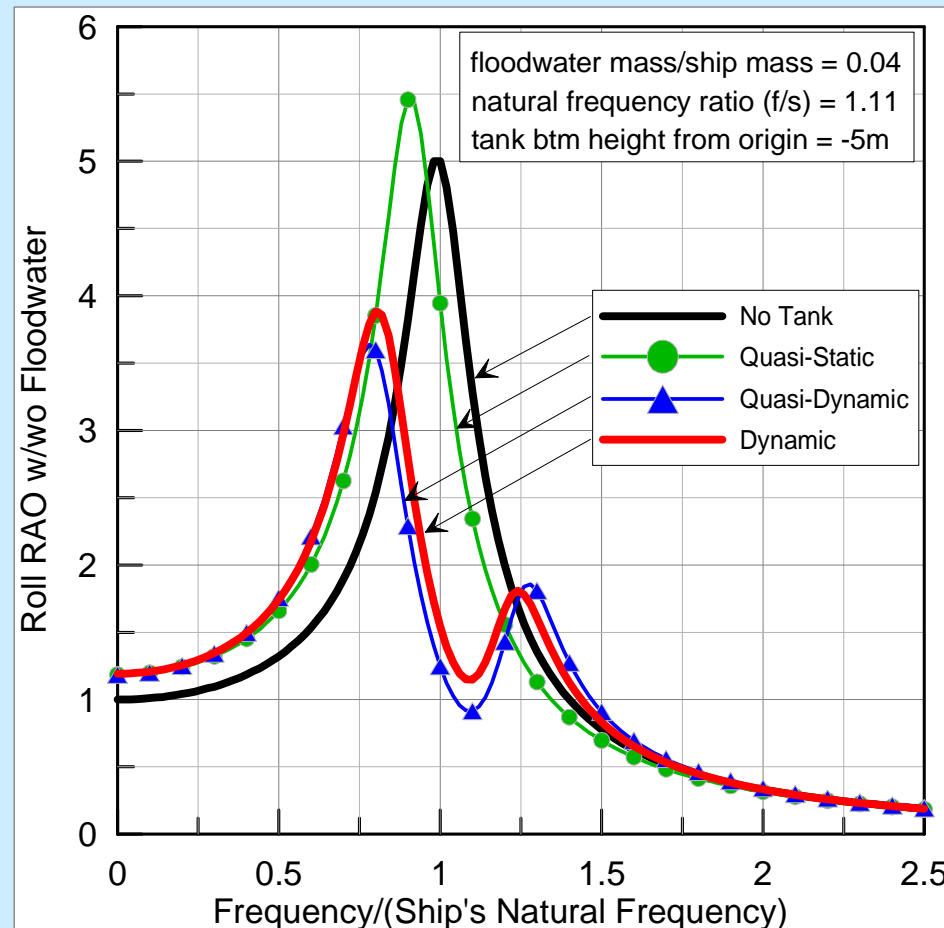 6
5
4
3
2
1
0
Roll RAO w/wo Floodwater
floodwater mass/ship mass = 0.04
natural frequency ratio (f/s) = 1.11
tank btm height from origin = -5m
No Tank
Quasi-Static
Quasi-Dynamic
Dynamic
0 0.5 1 1.5 2 2.5
Frequency/(Ship's Natural Frequency)